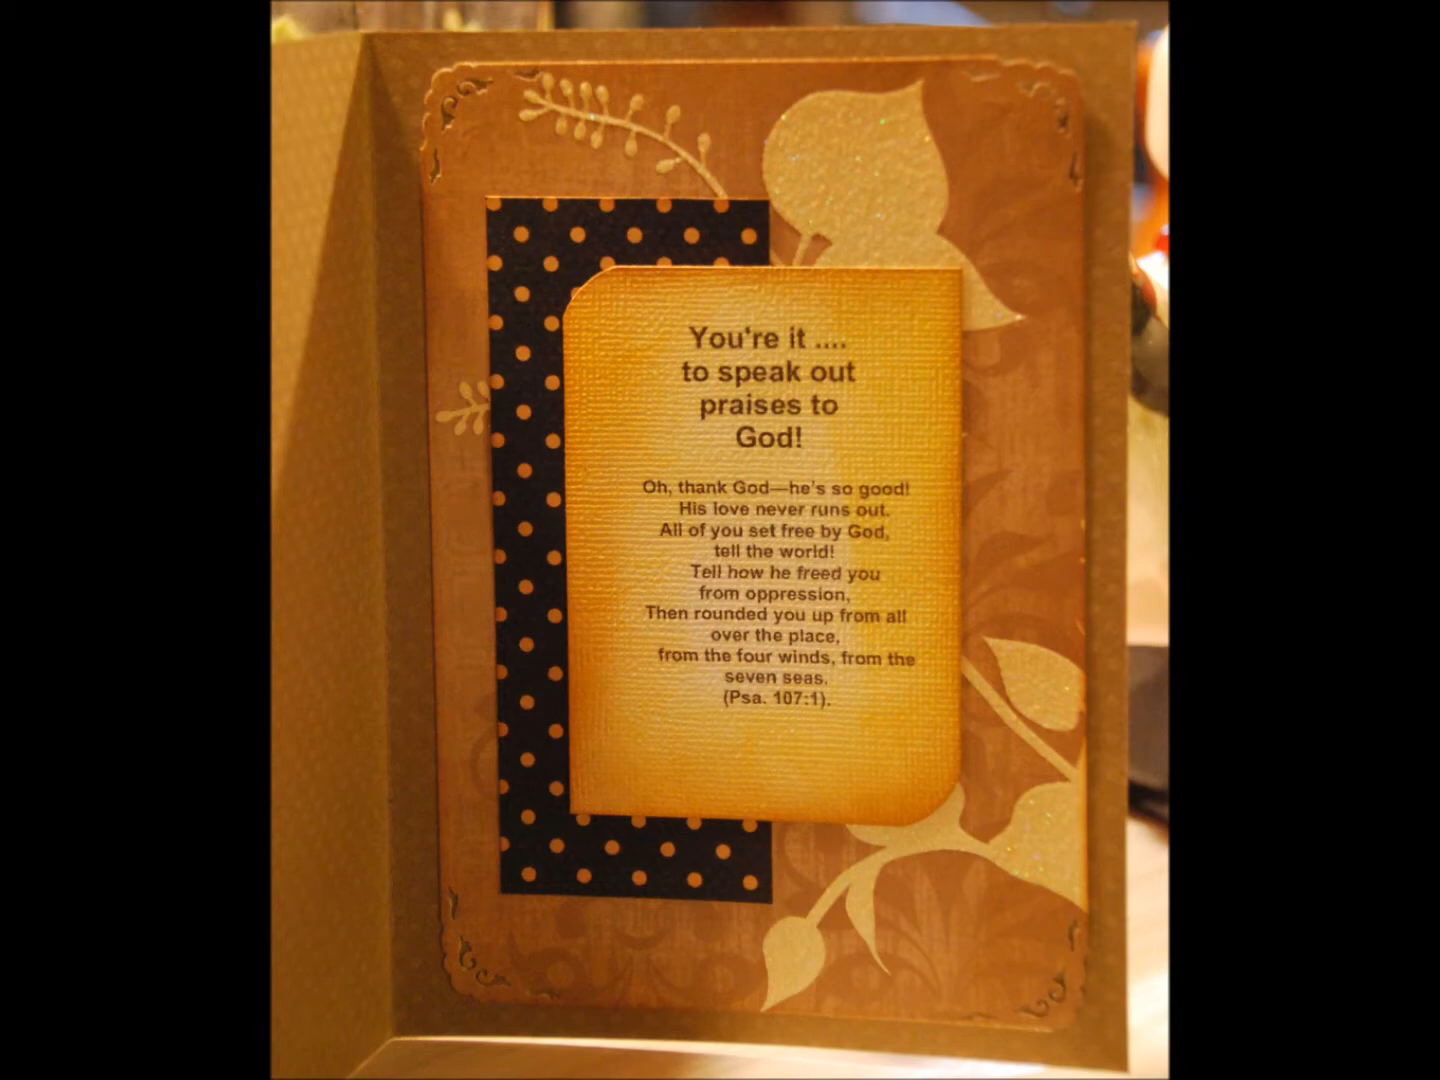 You're it ....
to speak out
praises to
God!
Oh, thank God—he's so good!
His love never runs out.
All of you set free by God,
tell the world!
Tell how he freed you
from oppression,
Then rounded you up from all
over the place,
from the four winds, from the
seven seas.
(Psa. 107:1).